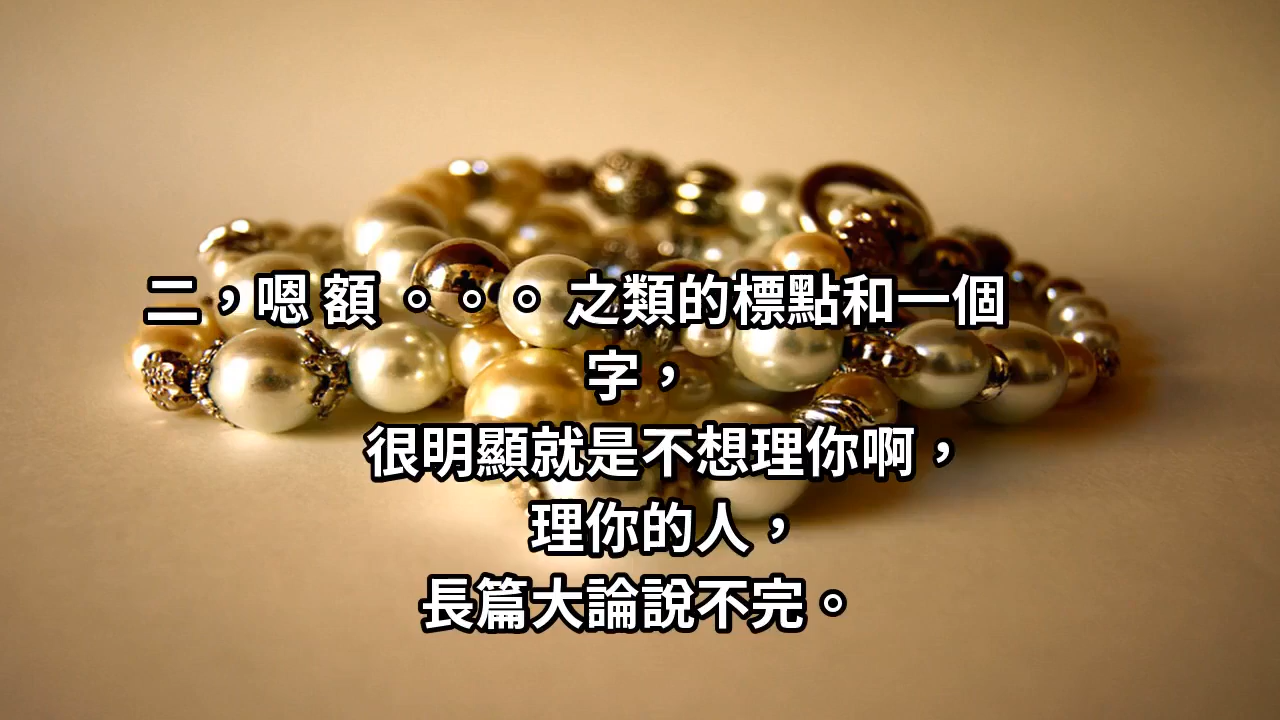 二，嗯 額 。。。 之類的標點和一個
字，
很明顯就是不想理你啊，
理你的人，
長篇大論說不完。